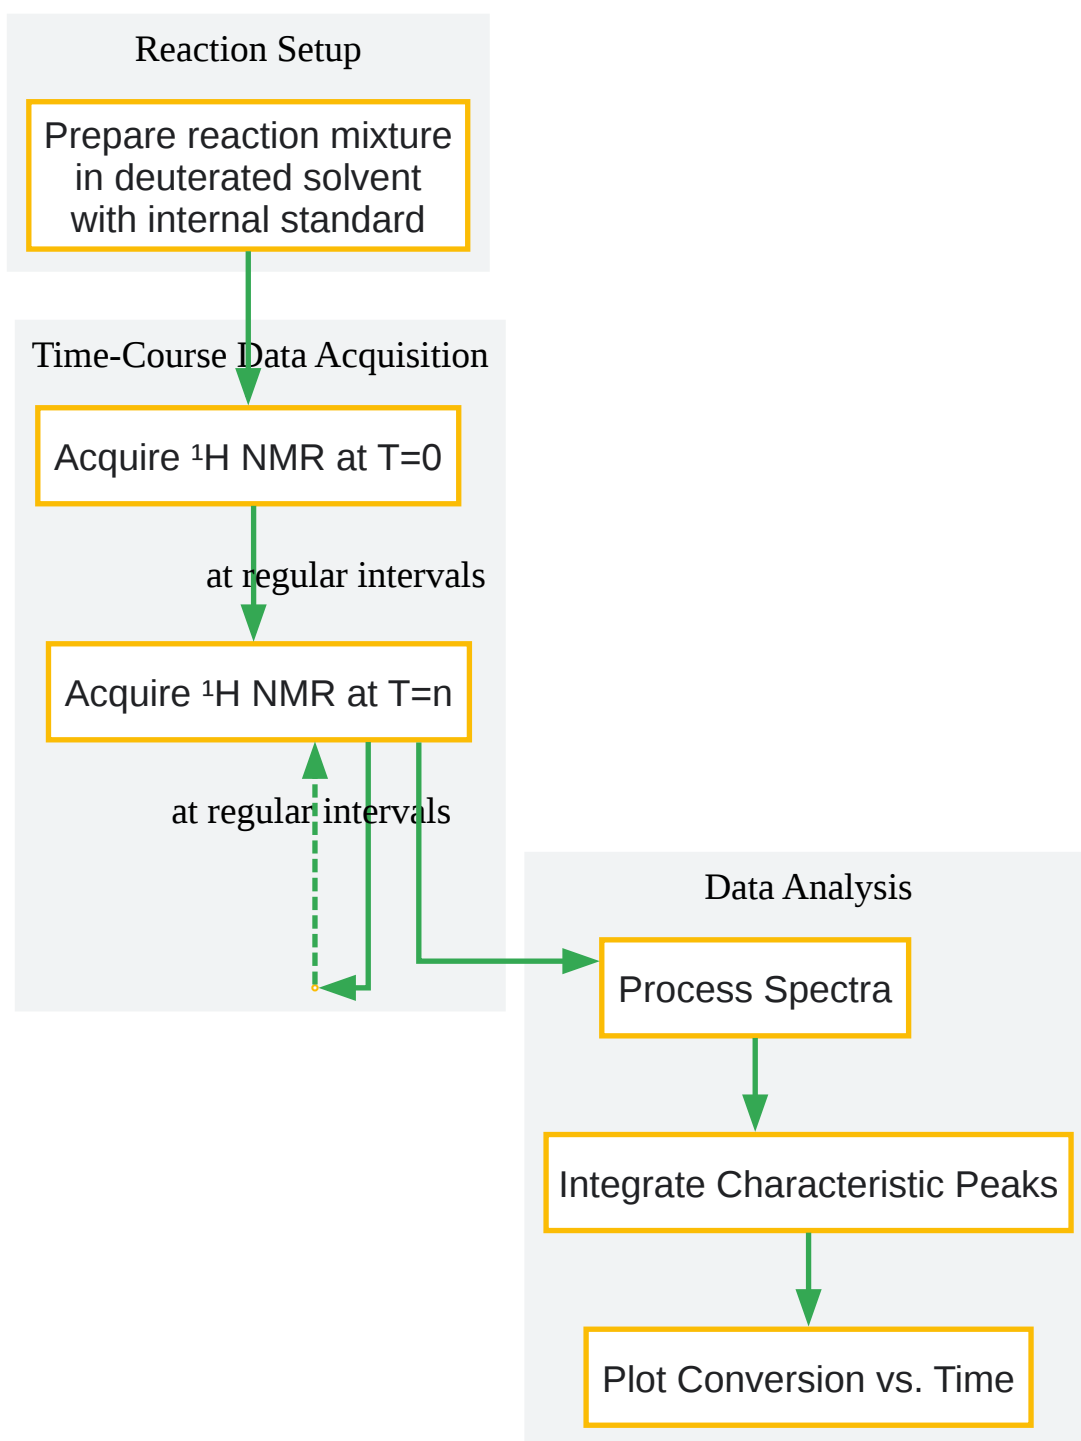 Reaction Setup
Prepare reaction mixture
in deuterated solvent
with internal standard
Time-Course Data Acquisition
Acquire ¹H NMR at T=0
at regular intervals
Acquire ¹H NMR at T=n
at regular intervals
Data Analysis
Process Spectra
Integrate Characteristic Peaks
Plot Conversion vs. Time